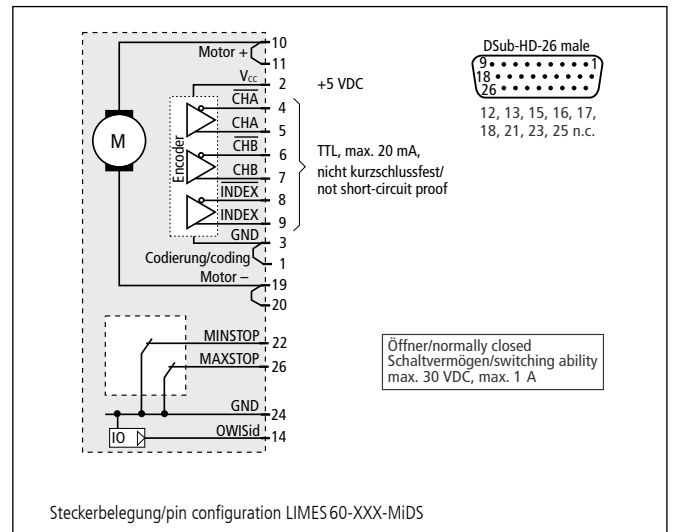 Motor + 10
11
Vcc 2 +5 VDC
CHA 4
CHA 5
CHB 6
CHB 7
INDEX 8
INDEX 9
GND 3
Codierung/coding 1
Motor – 19
20
M
Encoder
TTL, max. 20 mA,
nicht kurzschlussfest/
not short-circuit proof
DSub-HD-26 male
9 1
18
26
12, 13, 15, 16, 17,
18, 21, 23, 25 n.c.
MINSTOP 22
MAXSTOP 26
GND 24
IO OWISid 14
Öffner/normally closed
Schaltvermögen/switching ability
max. 30 VDC, max. 1 A
Steckerbelegung/pin configuration LIMES 60-XXX-MiDS